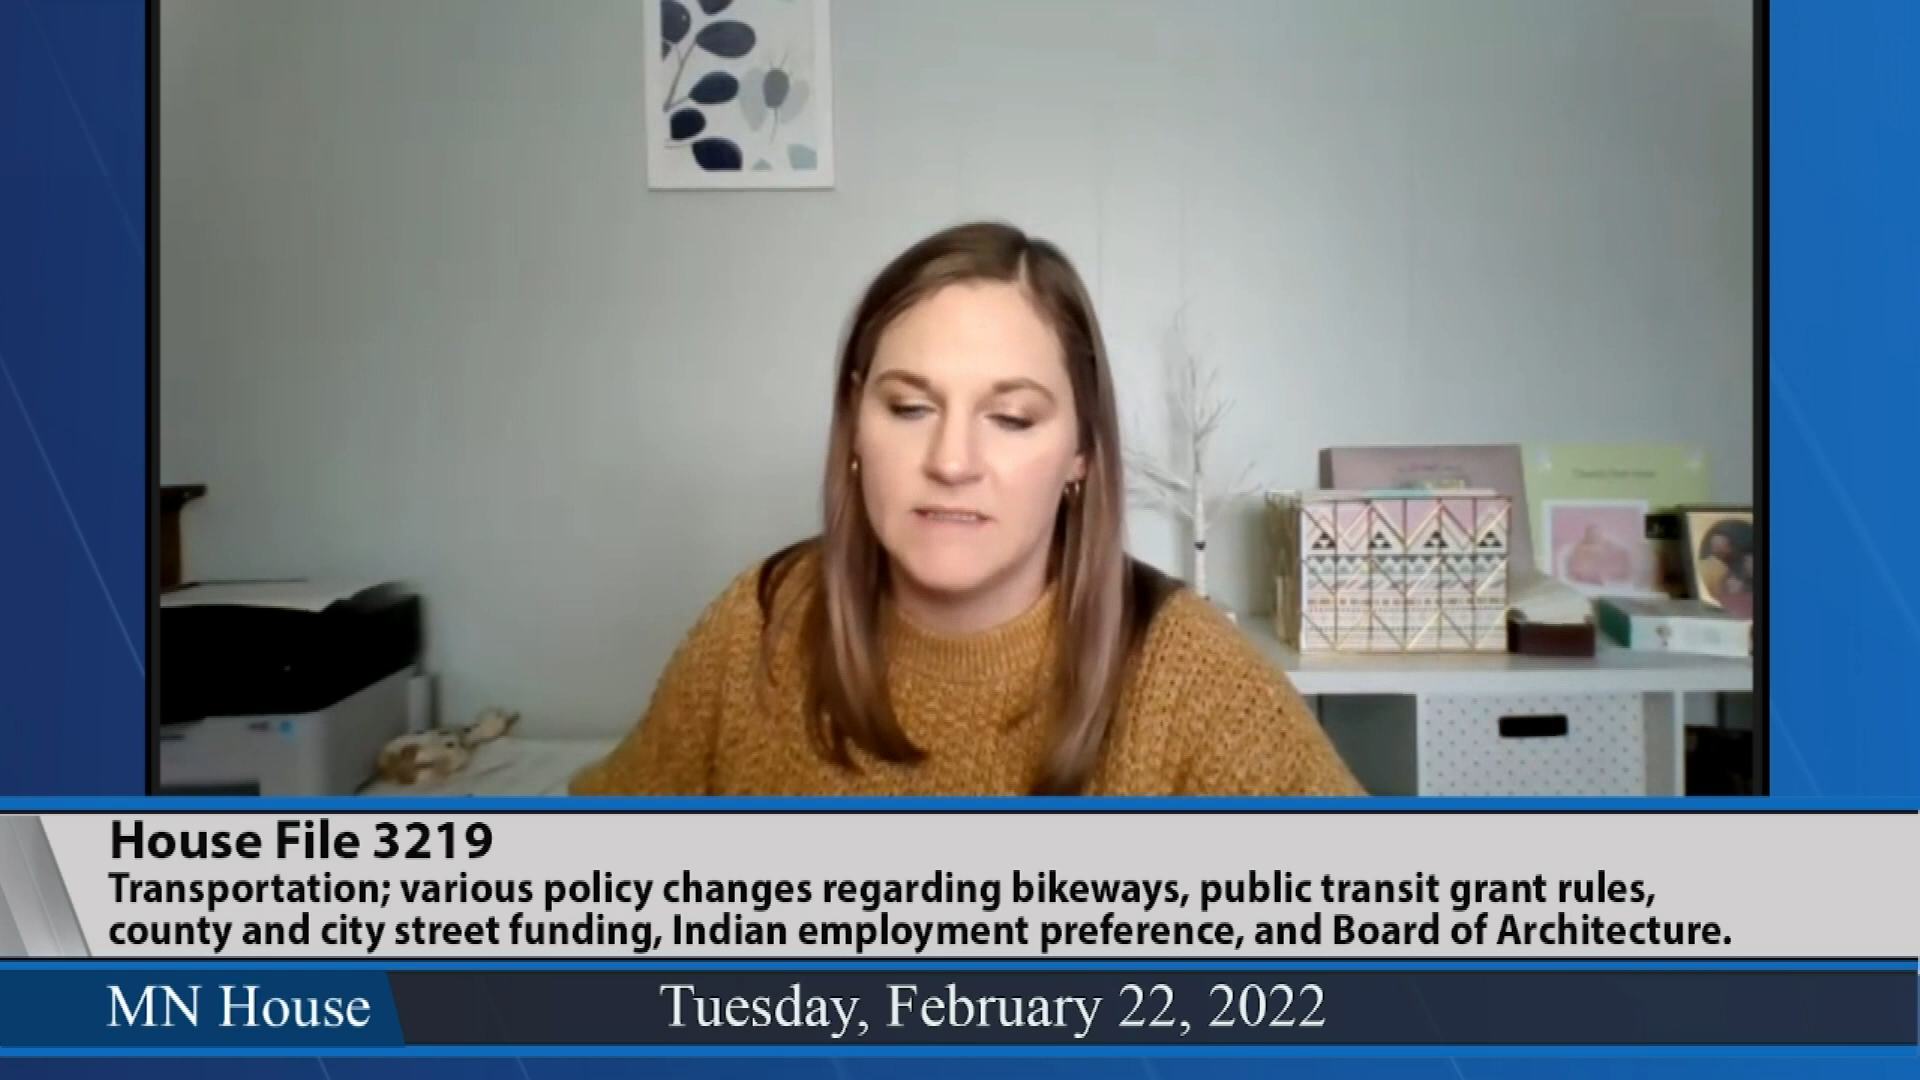 House File 3219
Transportation; various policy changes regarding bikeways, public transit grant rules,
county and city street funding, Indian employment preference, and Board of Architecture.
MN House
Tuesday, February 22, 2022